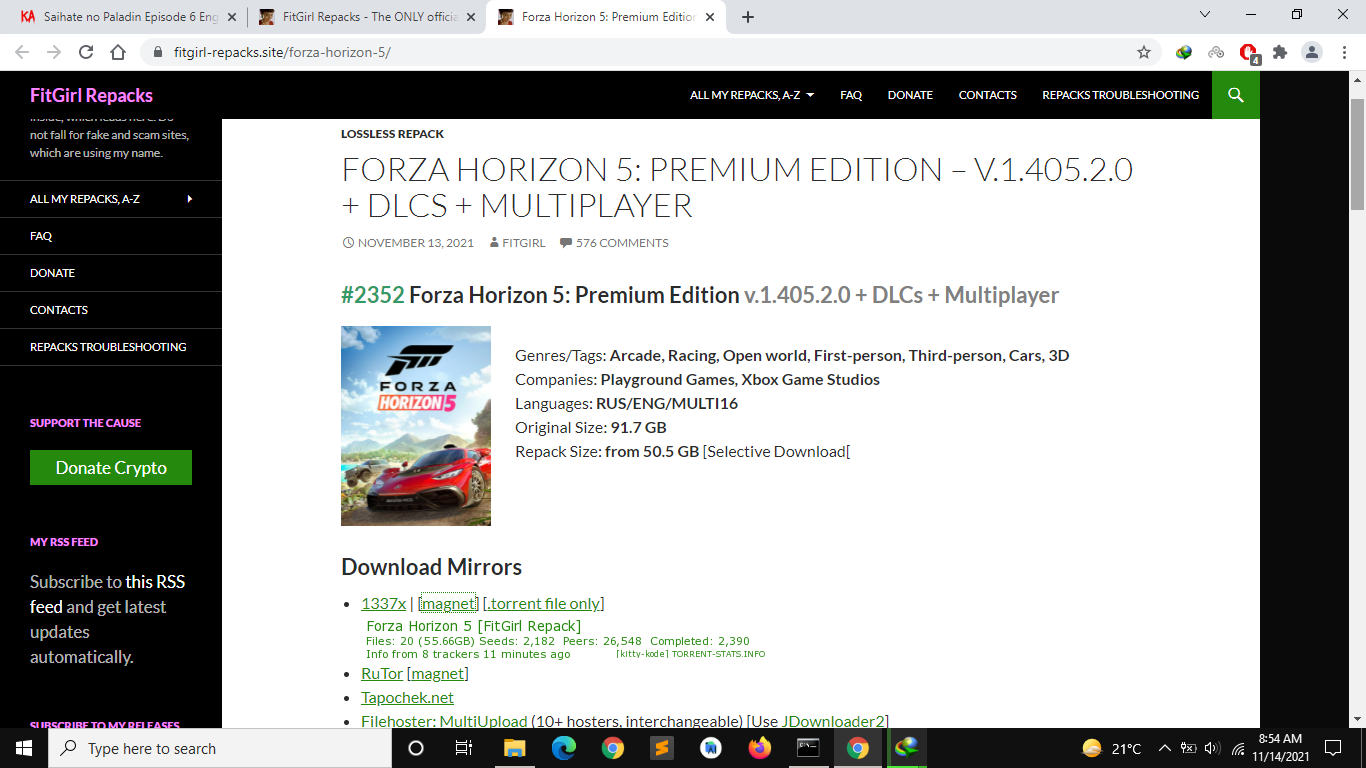 Saihate no Paladin Episode 6 Eng
FitGirl Repacks - The ONLY officia
Forza Horizon 5: Premium Edition
fitgirl-repacks.site/forza-horizon-5/
4
FitGirl Repacks
ALL MY REPACKS, A-Z
FAQ
DONATE
CONTACTS
REPACKS TROUBLESHOOTING
inside, which leads here. Do
not fall for fake and scam sites,
which are using my name.
ALL MY REPACKS, A-Z
FAQ
DONATE
CONTACTS
REPACKS TROUBLESHOOTING
SUPPORT THE CAUSE
Donate Crypto
MY RSS FEED
Subscribe to this RSS
feed and get latest
updates
automatically.
SUBSCRIBE TO MY RELEASES
LOSSLESS REPACK
FORZA HORIZON 5: PREMIUM EDITION – V.1.405.2.0
+ DLCS + MULTIPLAYER
NOVEMBER 13, 2021 FITGIRL 576 COMMENTS
#2352 Forza Horizon 5: Premium Edition v.1.405.2.0 + DLCs + Multiplayer
FORZA
HORIZON 5
Genres/Tags: Arcade, Racing, Open world, First-person, Third-person, Cars, 3D
Companies: Playground Games, Xbox Game Studios
Languages: RUS/ENG/MULTI16
Original Size: 91.7 GB
Repack Size: from 50.5 GB [Selective Download[
Download Mirrors
1337x | [magnet] [.torrent file only]
Forza Horizon 5 [FitGirl Repack]
Files: 20 (55.66GB) Seeds: 2,182 Peers: 26,548 Completed: 2,390
Info from 8 trackers 11 minutes ago [kitty-kode] TORRENT-STATS.INFO
RuTor [magnet]
Tapochek.net
Filehoster: MultiUpload (10+ hosters, interchangeable) [Use JDownloader2]
Type here to search
21°C
8:54 AM
11/14/2021